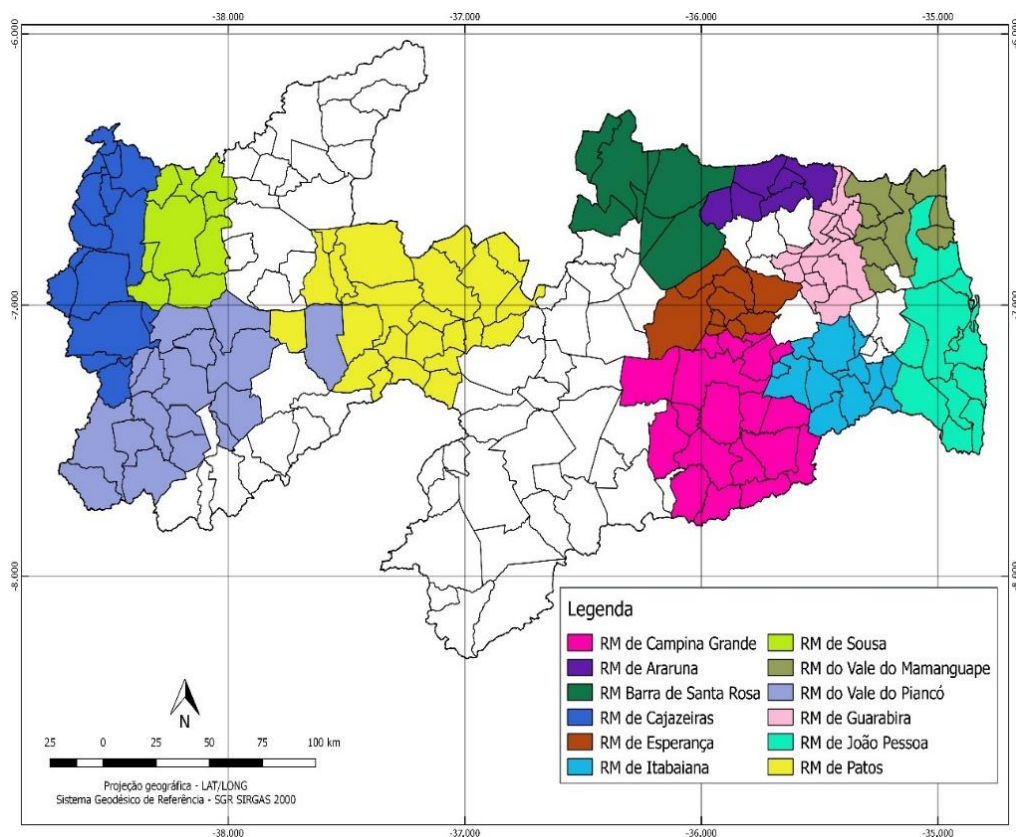 -38.000 -37.000 -36.000 -35.000
-6.000 -6.000
-7.000 -7.000
-8.000 -8.000
Legenda
RM de Campina Grande
RM de Araruna
RM Barra de Santa Rosa
RM de Cajazeiras
RM de Esperança
RM de Itabaiana
RM de Sousa
RM do Vale do Mamanguape
RM do Vale do Piancó
RM de Guarabira
RM de João Pessoa
RM de Patos
N
25 0 25 50 75 100 km
Projeção geográfica - LAT/LONG
Sistema Geodésico de Referência - SGR SIRGAS 2000
-38.000 -37.000 -36.000 -35.000